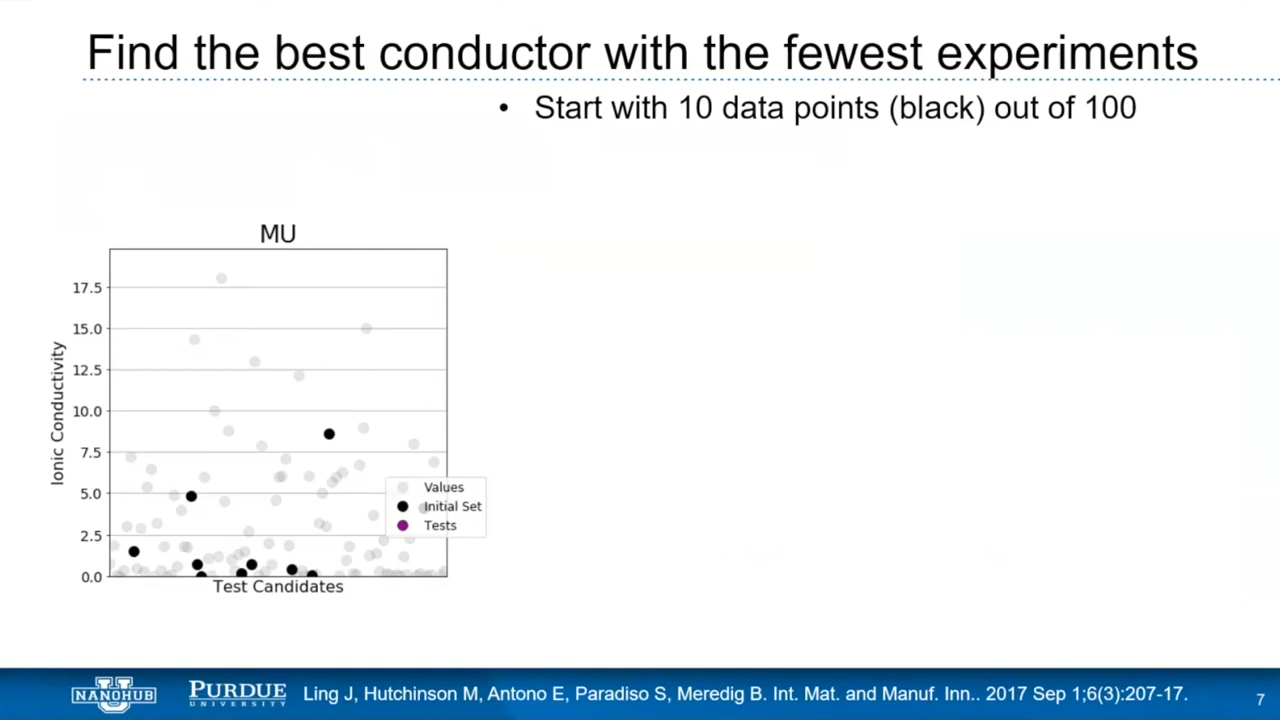 Find the best conductor with the fewest experiments
• Start with 10 data points (black) out of 100
MU
17.5
15.0
12.5
10.0
7.5
5.0
2.5
0.0
Ionic Conductivity
Values
Initial Set
Tests
Test Candidates
NANOHUB
PURDUE
UNIVERSITY
Ling J, Hutchinson M, Antono E, Paradiso S, Meredig B. Int. Mat. and Manuf. Inn.. 2017 Sep 1;6(3):207-17.
7